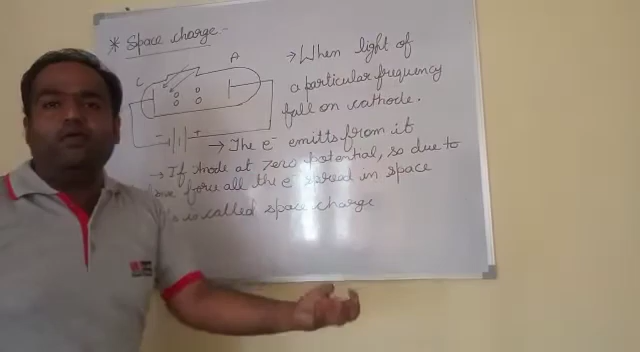 * Space charge:-
C
A
- +
→ When light of
a particular frequency
fall on cathode.
→ The e⁻ emitts from it
→ If Anode at zero potential, so due to
force all the e⁻ spread in space
is called space charge